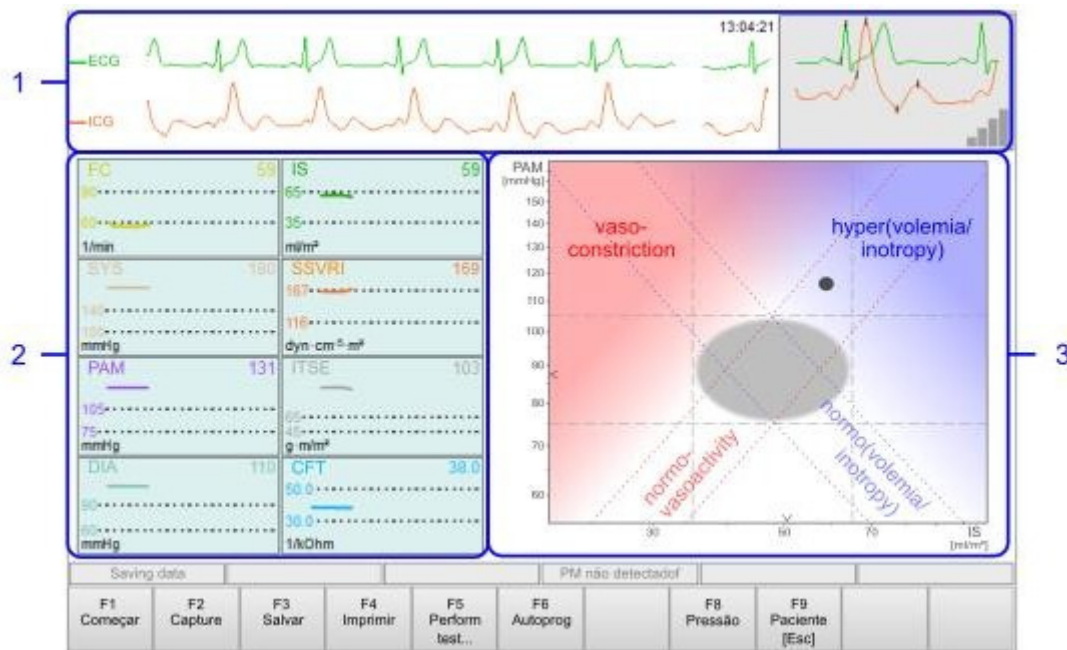 13:04:21
ECG
1
ICG
FC 59
90
60
1/min
IS 59
65
35
ml/m²
SYS 180
140
100
mmHg
SSVRI 169
167
116
dyn·cm⁻⁵·m²
2
PAM 131
105
75
mmHg
ITSE 103
65
45
g·m/m²
DIA 110
90
60
mmHg
CFT 38.0
50.0
30.0
1/kOhm
PAM
[mmHg]
150
140
130
120
110
100
90
80
70
60
vaso-
constriction
hyper(volemia/
inotropy)
normo-
vasoactivity
normo(volemia/
inotropy)
3
30
50
70
IS
[ml/m²]
Saving data
PM não detectadof
F1
Começar
F2
Capture
F3
Salvar
F4
Imprimir
F5
Perform
test...
F6
Autoprog
F8
Pressão
F9
Paciente
[Esc]